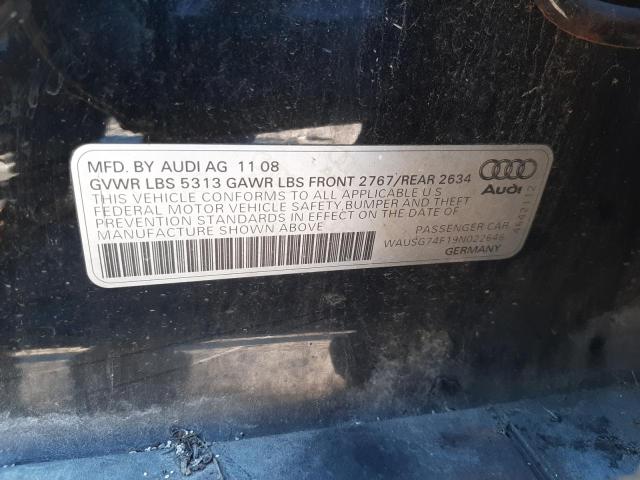 MFD. BY AUDI AG 11 08
GVWR LBS 5313 GAWR LBS FRONT 2767/REAR 2634
THIS VEHICLE CONFORMS TO ALL APPLICABLE U.S
FEDERAL MOTOR VEHICLE SAFETY, BUMPER AND THEFT
PREVENTION STANDARDS IN EFFECT ON THE DATE OF
MANUFACTURE SHOWN ABOVE
PASSENGER CAR
WAUSG74F19N022646
GERMANY
Audi
4643112